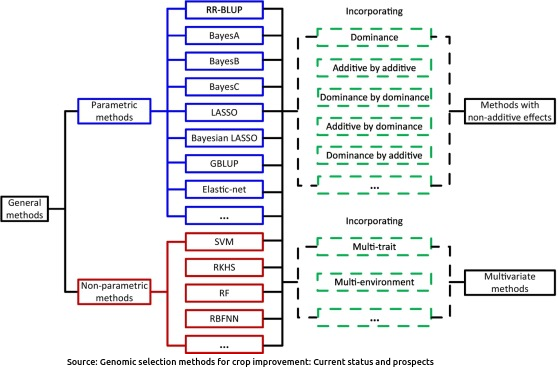 General
methods
Parametric
methods
Non-parametric
methods
RR-BLUP
BayesA
BayesB
BayesC
LASSO
Bayesian LASSO
GBLUP
Elastic-net
...
SVM
RKHS
RF
RBFNN
...
Incorporating
Dominance
Additive by additive
Dominance by dominance
Additive by dominance
Dominance by additive
...
Incorporating
Multi-trait
Multi-environment
...
Methods with
non-additive effects
Multivariate
methods
Source: Genomic selection methods for crop improvement: Current status and prospects